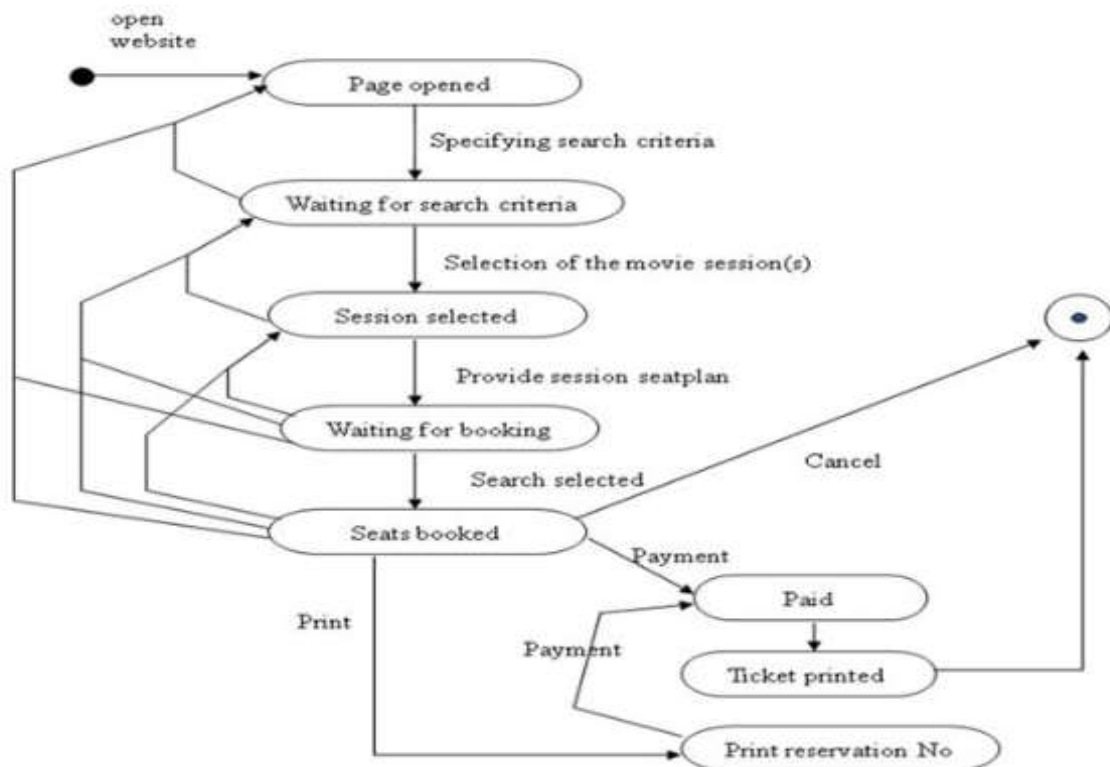 open
website
Page opened
Specifying search criteria
Waiting for search criteria
Selection of the movie session(s)
Session selected
Provide session seatplan
Waiting for booking
Cancel
Search selected
Seats booked
Payment
Paid
Print
Payment
Ticket printed
Print reservation No